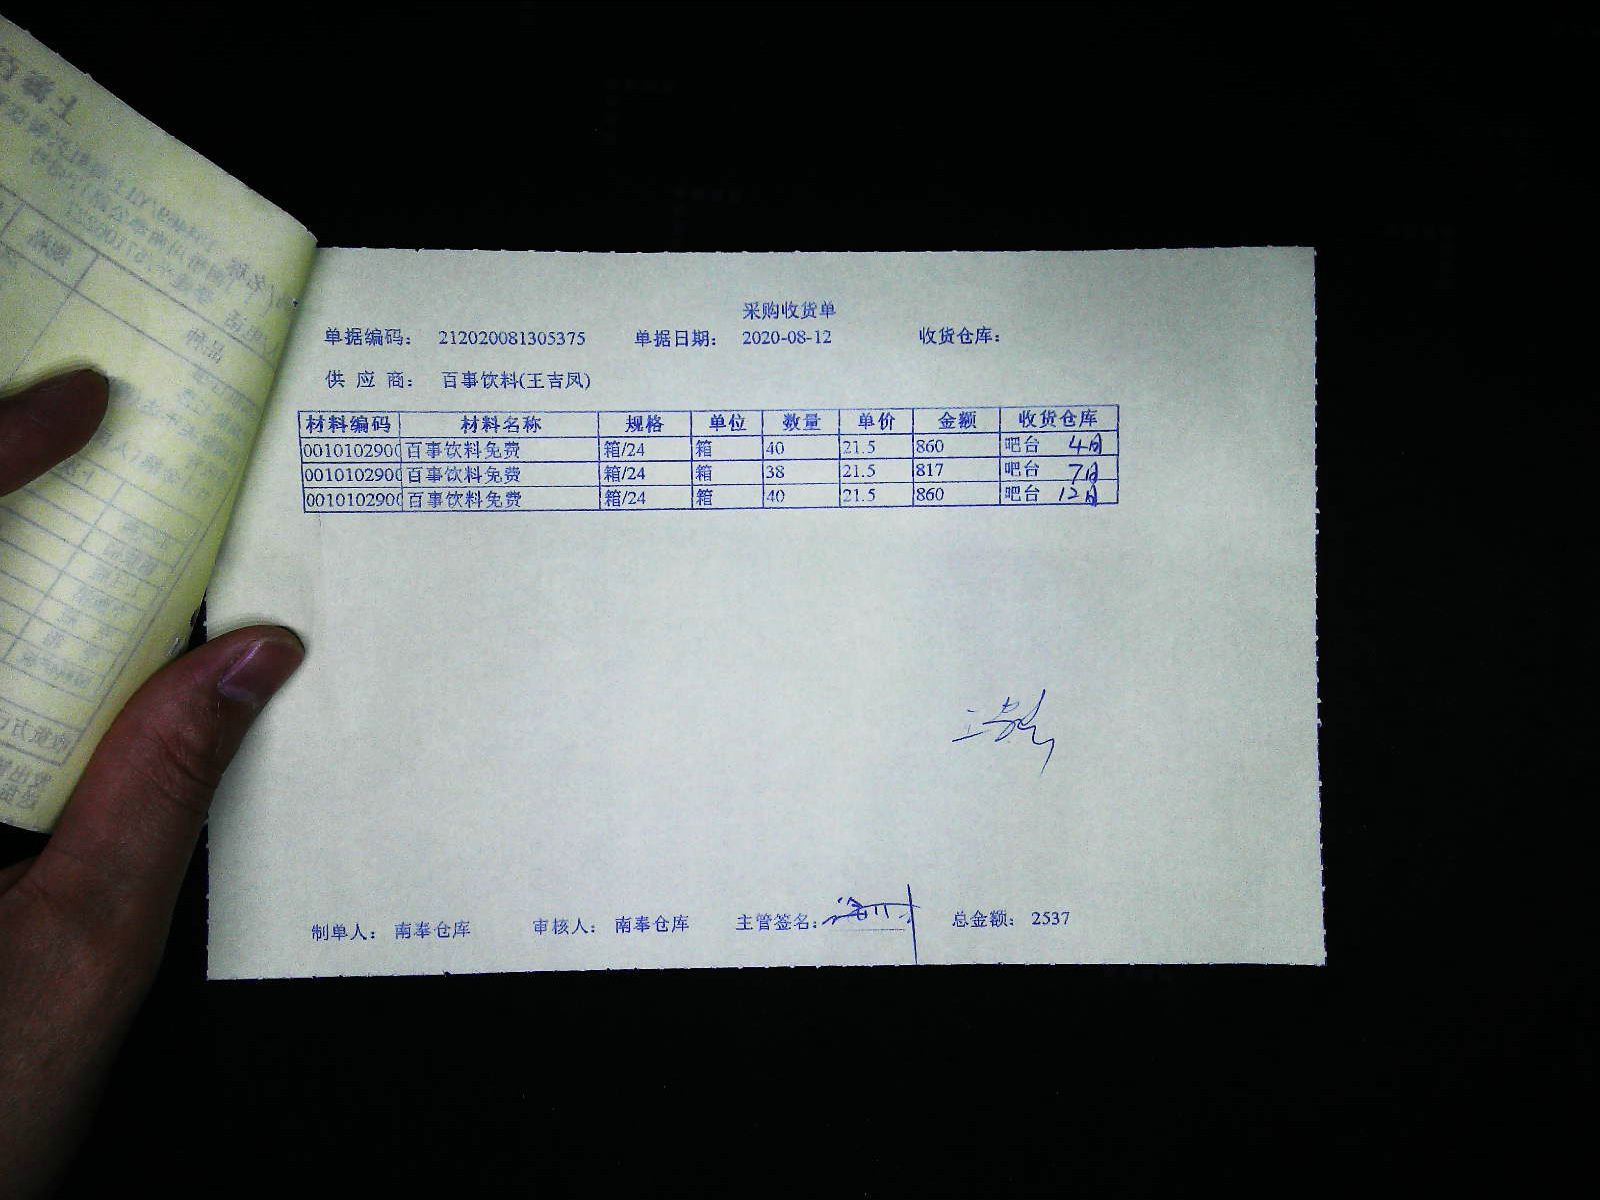 采购收货单
单据编码： 212020081305375 单据日期： 2020-08-12 收货仓库：
供 应 商： 百事饮料(王吉凤)
材料编码 材料名称 规格 单位 数量 单价 金额 收货仓库
0010102900 百事饮料免费 箱/24 箱 40 21.5 860 吧台 4日
0010102900 百事饮料免费 箱/24 箱 38 21.5 817 吧台 7日
0010102900 百事饮料免费 箱/24 箱 40 21.5 860 吧台 12日
制单人： 南奉仓库 审核人： 南奉仓库 主管签名： 总金额： 2537